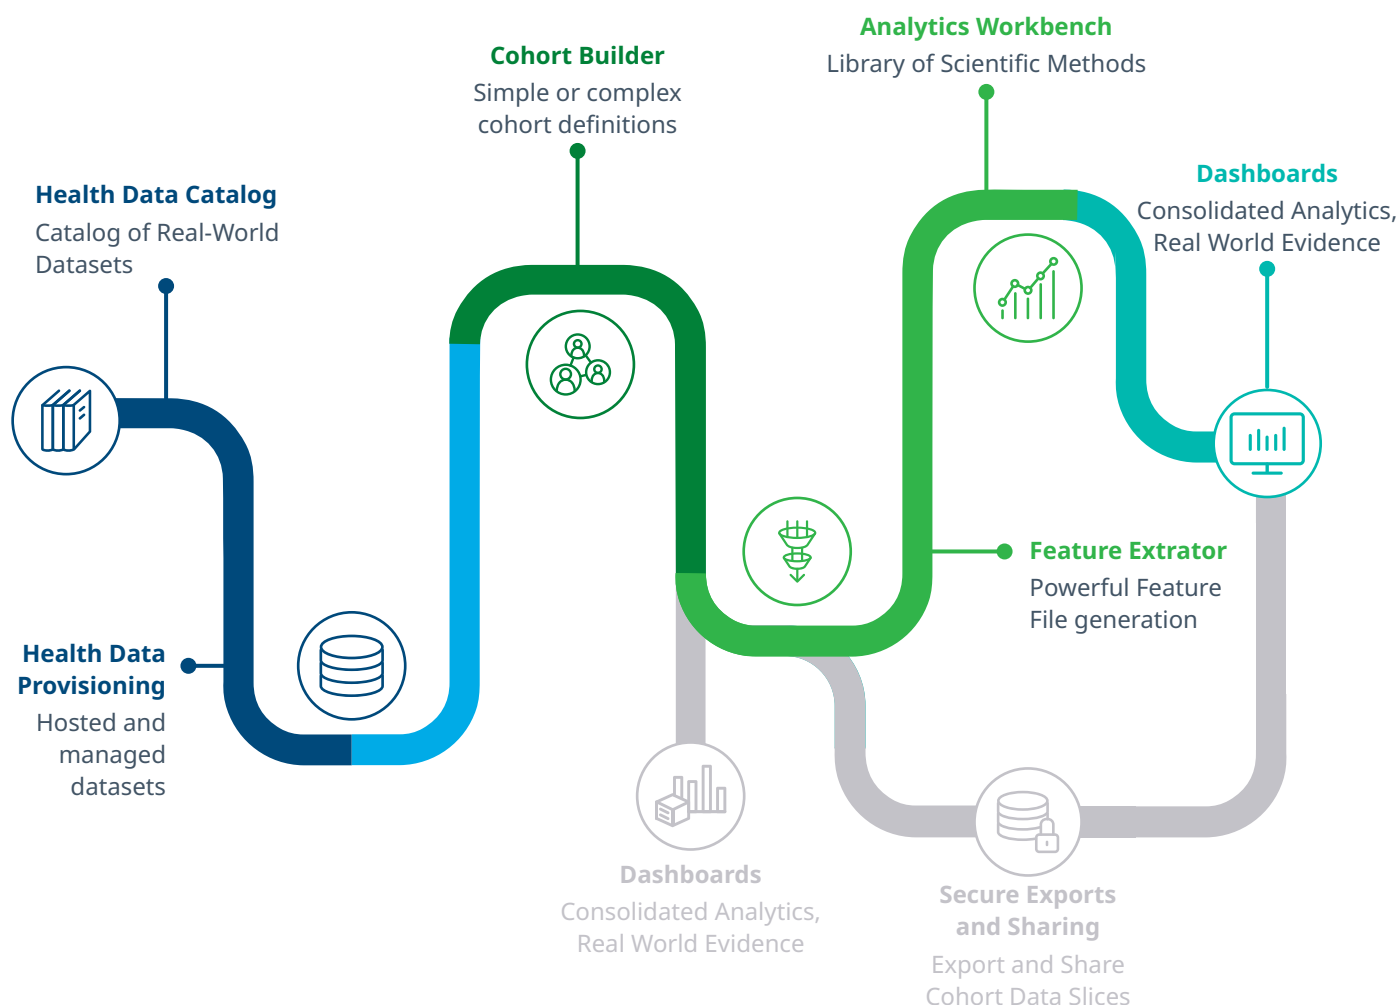 Analytics Workbench
Library of Scientific Methods
Cohort Builder
Simple or complex
cohort definitions
Dashboards
Consolidated Analytics,
Real World Evidence
Health Data Catalog
Catalog of Real-World
Datasets
Feature Extrator
Powerful Feature
File generation
Health Data
Provisioning
Hosted and
managed
datasets
Dashboards
Consolidated Analytics,
Real World Evidence
Secure Exports
and Sharing
Export and Share
Cohort Data Slices